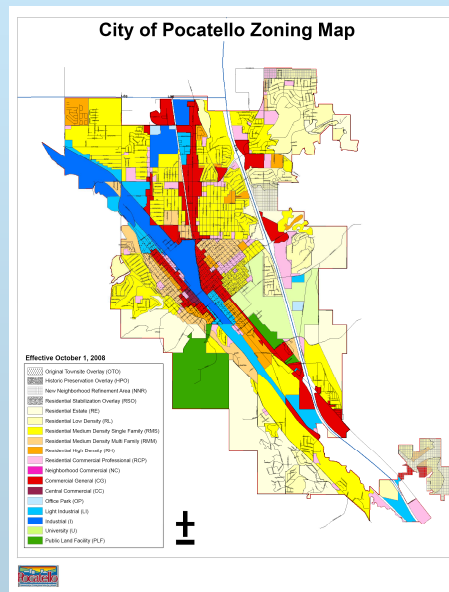 City of Pocatello Zoning Map
Effective October 1, 2008
Original Townsite Overlay (OTO)
Historic Preservation Overlay (HPO)
New Neighborhood Refinement Area (NNR)
Residential Stabilization Overlay (RSO)
Residential Estate (RE)
Residential Low Density (RL)
Residential Medium Density Single Family (RMS)
Residential Medium Density Multi Family (RMM)
Residential High Density (RH)
Residential Commercial Professional (RCP)
Neighborhood Commercial (NC)
Commercial General (CG)
Central Commercial (CC)
Office Park (OP)
Light Industrial (LI)
Industrial (I)
University (U)
Public Land Facility (PLF)
Pocatello